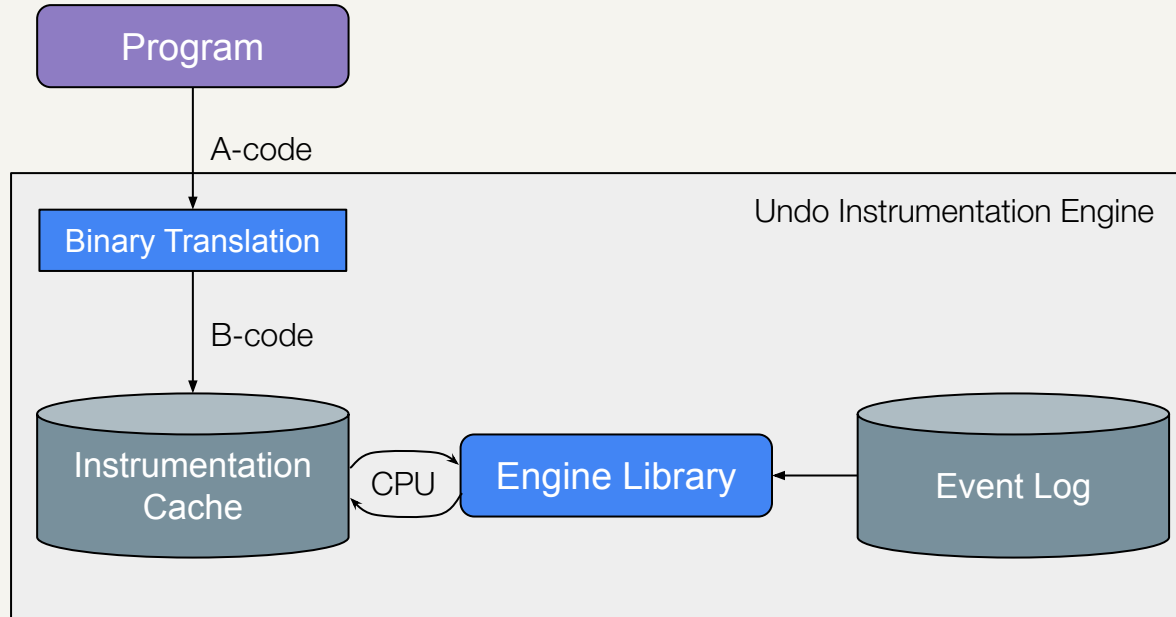 Program
A-code
Undo Instrumentation Engine
Binary Translation
B-code
Instrumentation
Cache
CPU
Engine Library
Event Log